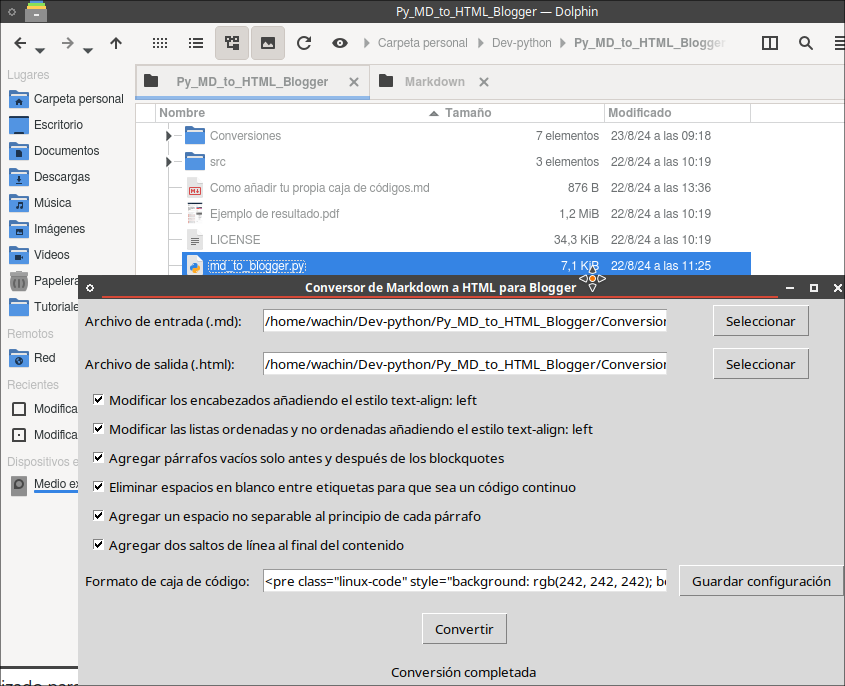 Py_MD_to_HTML_Blogger — Dolphin
Carpeta personal Dev-python Py_MD_to_HTML_Blogger
Lugares
Carpeta personal
Escritorio
Documentos
Descargas
Música
Imágenes
Videos
Papelera
Tutoriale
Remotos
Red
Recientes
Modifica
Modifica
Dispositivos e
Medio ex
Py_MD_to_HTML_Blogger Markdown
Nombre Tamaño Modificado
Conversiones 7 elementos 23/8/24 a las 09:18
src 3 elementos 22/8/24 a las 10:19
Como añadir tu propia caja de códigos.md 876 B 22/8/24 a las 13:36
Ejemplo de resultado.pdf 1,2 MiB 22/8/24 a las 10:19
LICENSE 34,3 KiB 22/8/24 a las 10:19
md_to_blogger.py 7,1 KiB 22/8/24 a las 11:25
Conversor de Markdown a HTML para Blogger
Archivo de entrada (.md): /home/wachin/Dev-python/Py_MD_to_HTML_Blogger/Conversion Seleccionar
Archivo de salida (.html): /home/wachin/Dev-python/Py_MD_to_HTML_Blogger/Conversion Seleccionar
Modificar los encabezados añadiendo el estilo text-align: left
Modificar las listas ordenadas y no ordenadas añadiendo el estilo text-align: left
Agregar párrafos vacíos solo antes y después de los blockquotes
Eliminar espacios en blanco entre etiquetas para que sea un código continuo
Agregar un espacio no separable al principio de cada párrafo
Agregar dos saltos de línea al final del contenido
Formato de caja de código: <pre class="linux-code" style="background: rgb(242, 242, 242); bo Guardar configuración
Convertir
Conversión completada